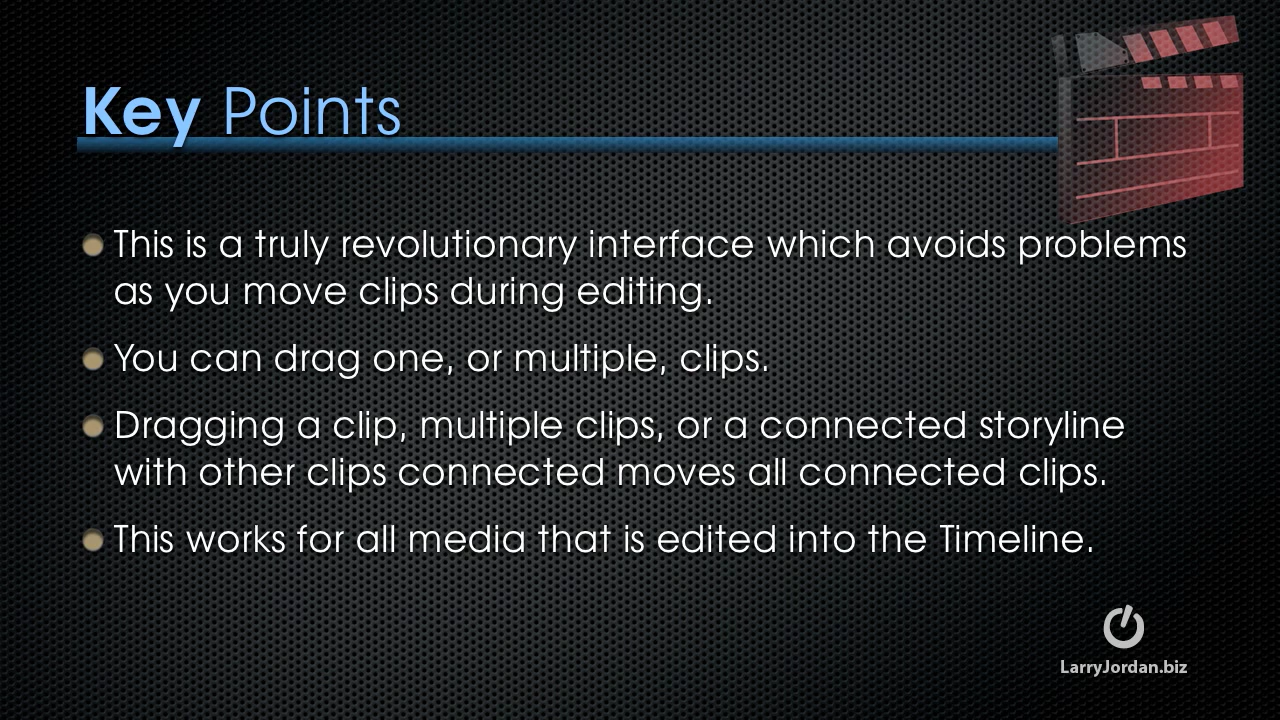 Key Points
This is a truly revolutionary interface which avoids problems
as you move clips during editing.
You can drag one, or multiple, clips.
Dragging a clip, multiple clips, or a connected storyline
with other clips connected moves all connected clips.
This works for all media that is edited into the Timeline.
LarryJordan.biz